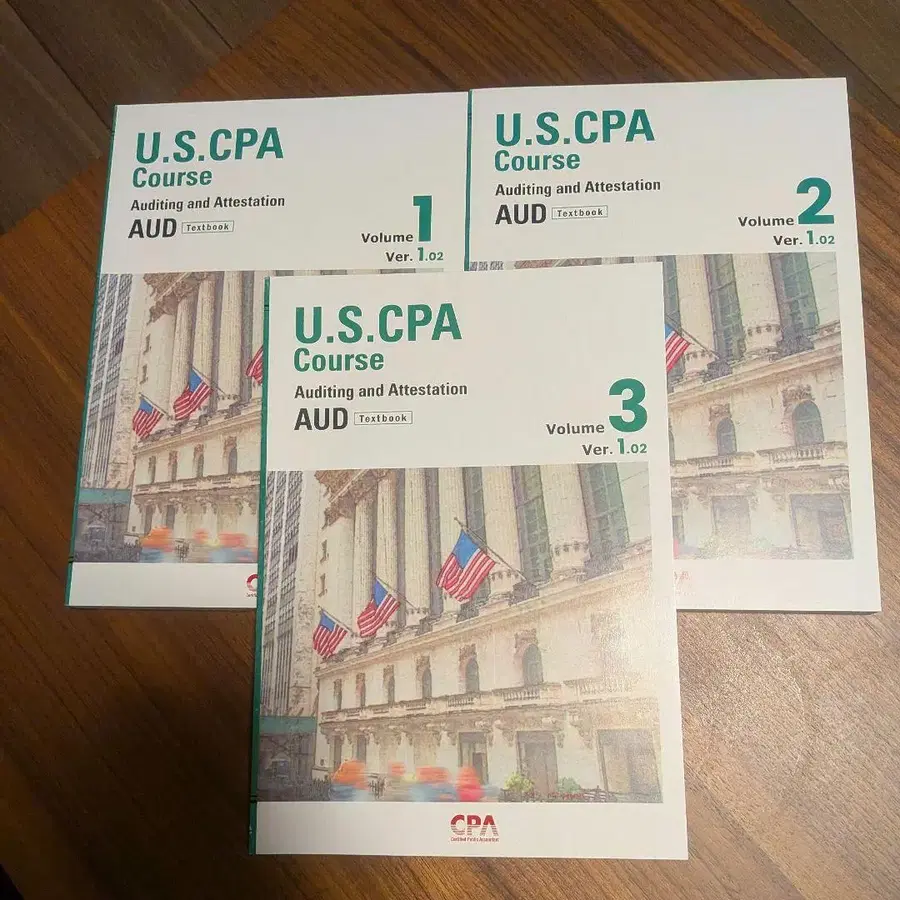 U.S.CPA
Course
Auditing and Attestation
AUD Textbook
Volume 1
Ver. 1.02
U.S.CPA
Course
Auditing and Attestation
AUD Textbook
Volume 2
Ver. 1.02
U.S.CPA
Course
Auditing and Attestation
AUD Textbook
Volume 3
Ver. 1.02
CPA